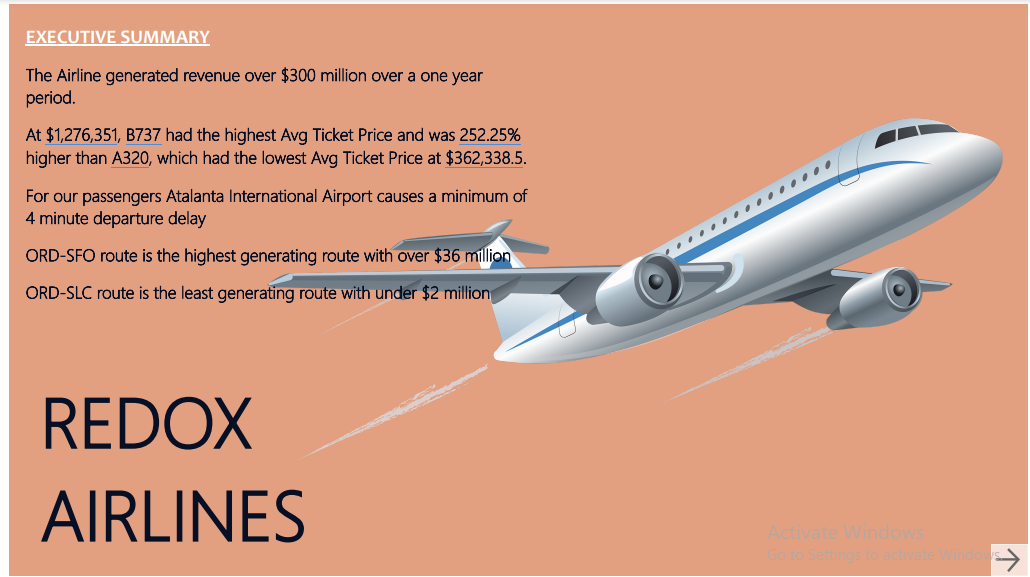 EXECUTIVE SUMMARY
The Airline generated revenue over $300 million over a one year
period.
At $1,276,351, B737 had the highest Avg Ticket Price and was 252.25%
higher than A320, which had the lowest Avg Ticket Price at $362,338.5.
For our passengers Atalanta International Airport causes a minimum of
4 minute departure delay
ORD-SFO route is the highest generating route with over $36 million
ORD-SLC route is the least generating route with under $2 million
REDOX
AIRLINES
Activate Windows
Go to Settings to activate Windows.